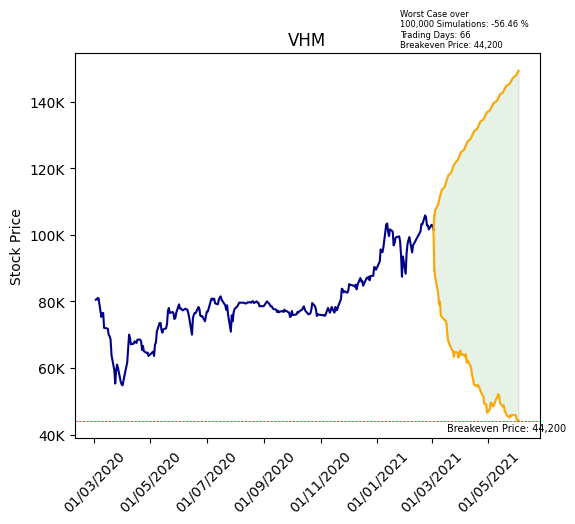 Worst Case over
100,000 Simulations: -56.46 %
Trading Days: 66
Breakeven Price: 44,200
VHM
Stock Price
140K
120K
100K
80K
60K
40K
Breakeven Price: 44,200
01/03/2020
01/05/2020
01/07/2020
01/09/2020
01/11/2020
01/01/2021
01/03/2021
01/05/2021